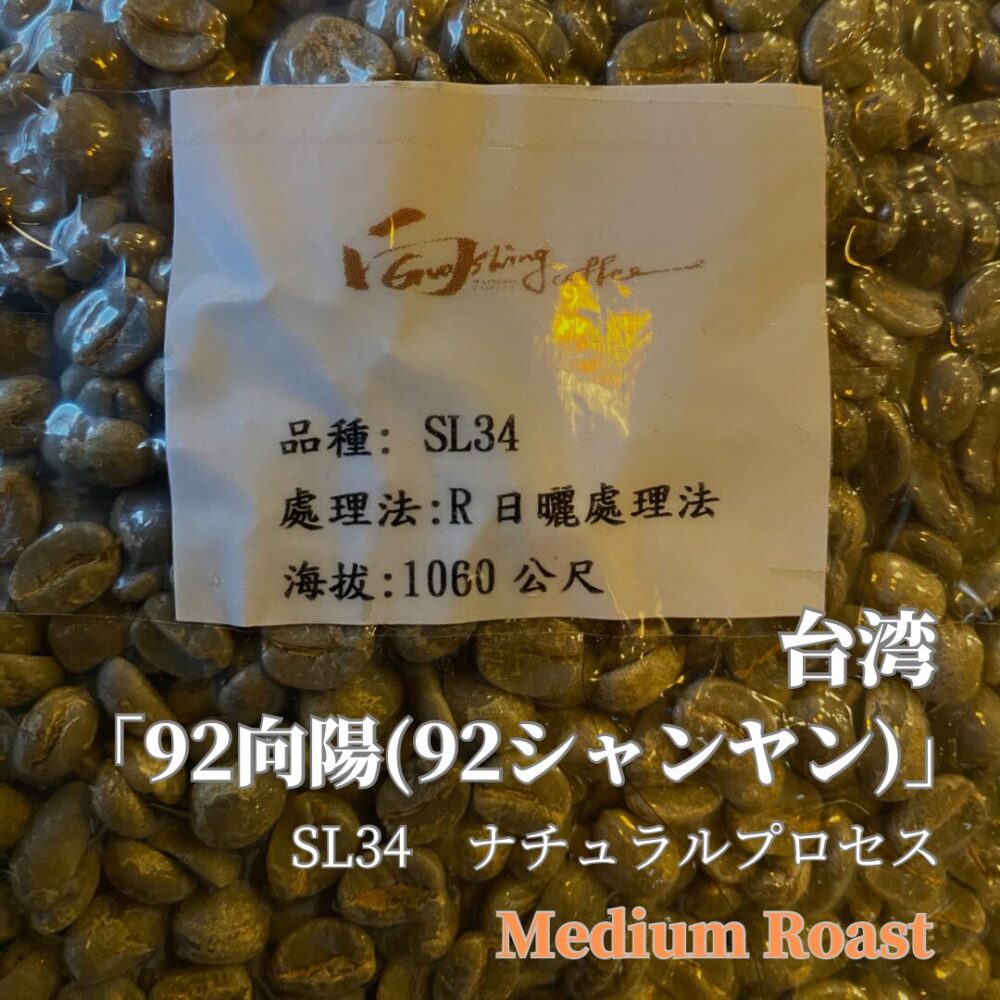 GuoShing coffee
品種: SL34
處理法:R 日曬處理法
海拔:1060 公尺
台湾
「92向陽(92シャンヤン)」
SL34　ナチュラルプロセス
Medium Roast